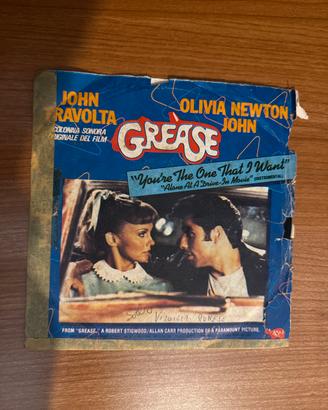 JOHN
TRAVOLTA
COLONNA SONORA
ORIGINALE DEL FILM
OLIVIA NEWTON
JOHN
GREASE
"You're The One That I Want"
"Alone At A Drive-In Movie" (INSTRUMENTAL)
FROM "GREASE," A ROBERT STIGWOOD/ALLAN CARR PRODUCTION OF A PARAMOUNT PICTURE.